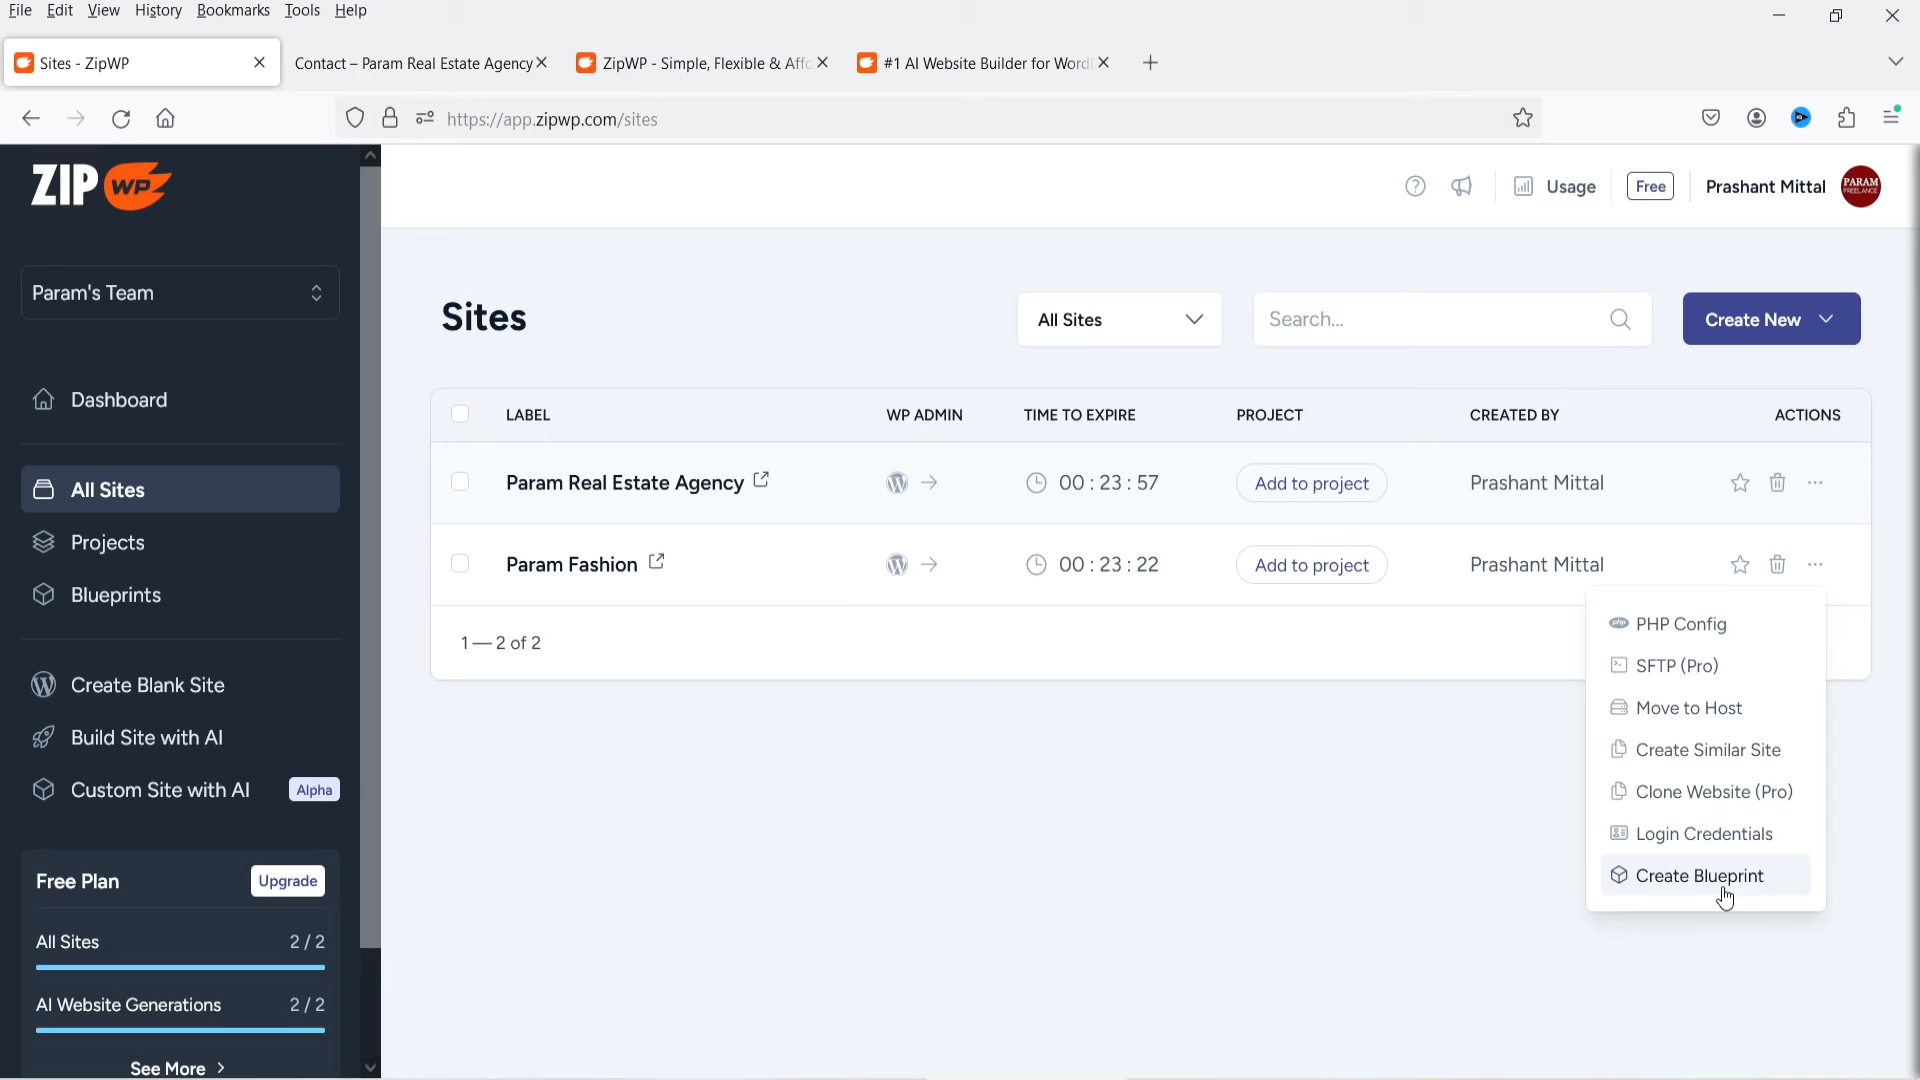 File Edit View History Bookmarks Tools Help
Sites - ZipWP
Contact – Param Real Estate Agency
ZipWP - Simple, Flexible & Affo
#1 AI Website Builder for Word
https://app.zipwp.com/sites
ZIP WP
Usage
Free
Prashant Mittal
PARAM
FREELANCE
Param's Team
Dashboard
All Sites
Projects
Blueprints
Create Blank Site
Build Site with AI
Custom Site with AI Alpha
Free Plan Upgrade
All Sites 2 / 2
AI Website Generations 2 / 2
See More
Sites
All Sites
Search...
Create New
LABEL WP ADMIN TIME TO EXPIRE PROJECT CREATED BY ACTIONS
Param Real Estate Agency 00 : 23 : 57 Add to project Prashant Mittal
Param Fashion 00 : 23 : 22 Add to project Prashant Mittal
1 — 2 of 2
php PHP Config
SFTP (Pro)
Move to Host
Create Similar Site
Clone Website (Pro)
Login Credentials
Create Blueprint